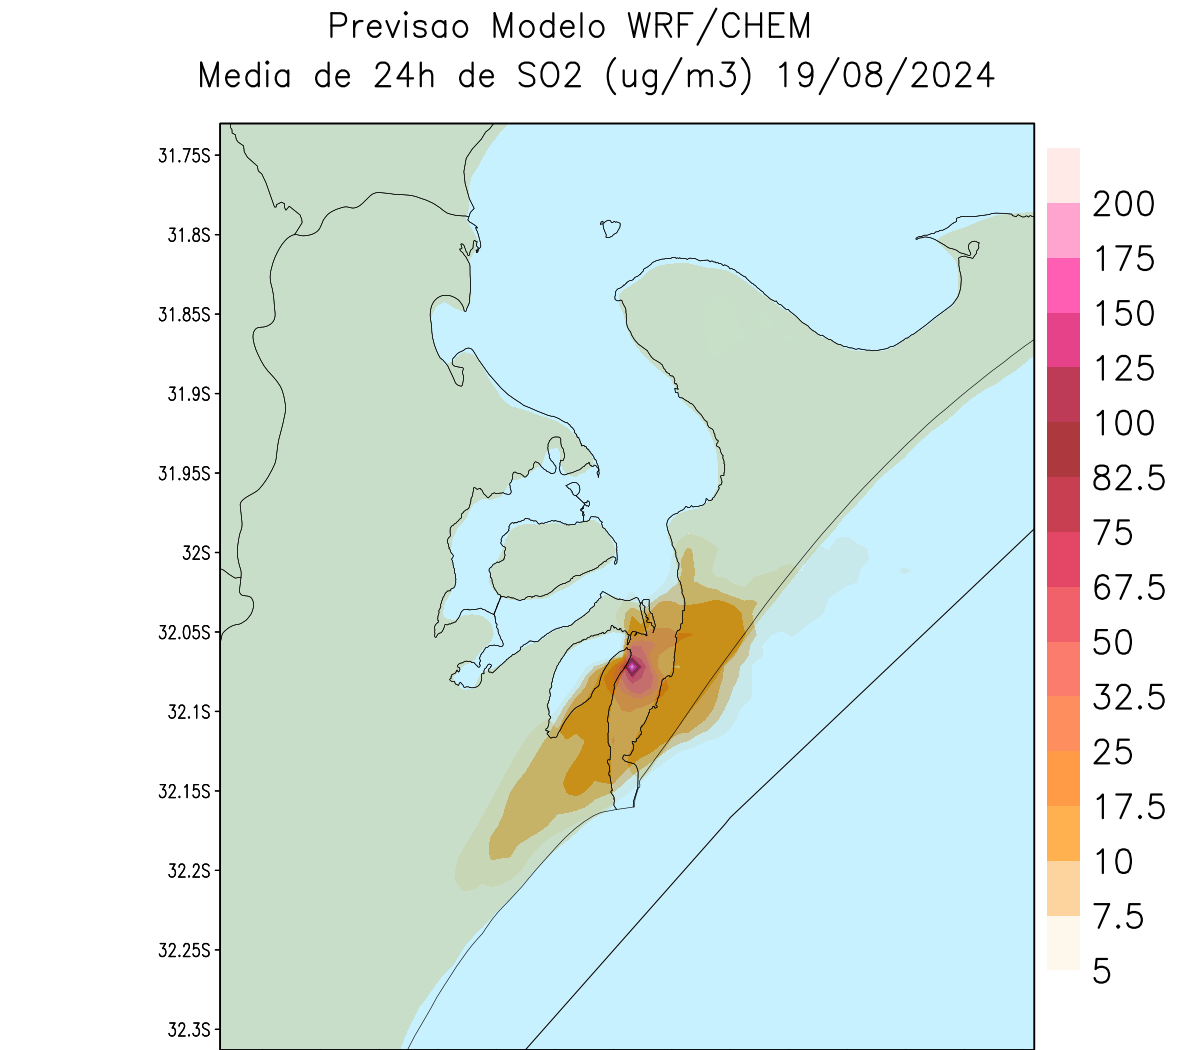 Previsao Modelo WRF/CHEM
Media de 24h de SO2 (ug/m3) 19/08/2024
31.75S
31.8S
31.85S
31.9S
31.95S
32S
32.05S
32.1S
32.15S
32.2S
32.25S
32.3S
200
175
150
125
100
82.5
75
67.5
50
32.5
25
17.5
10
7.5
5